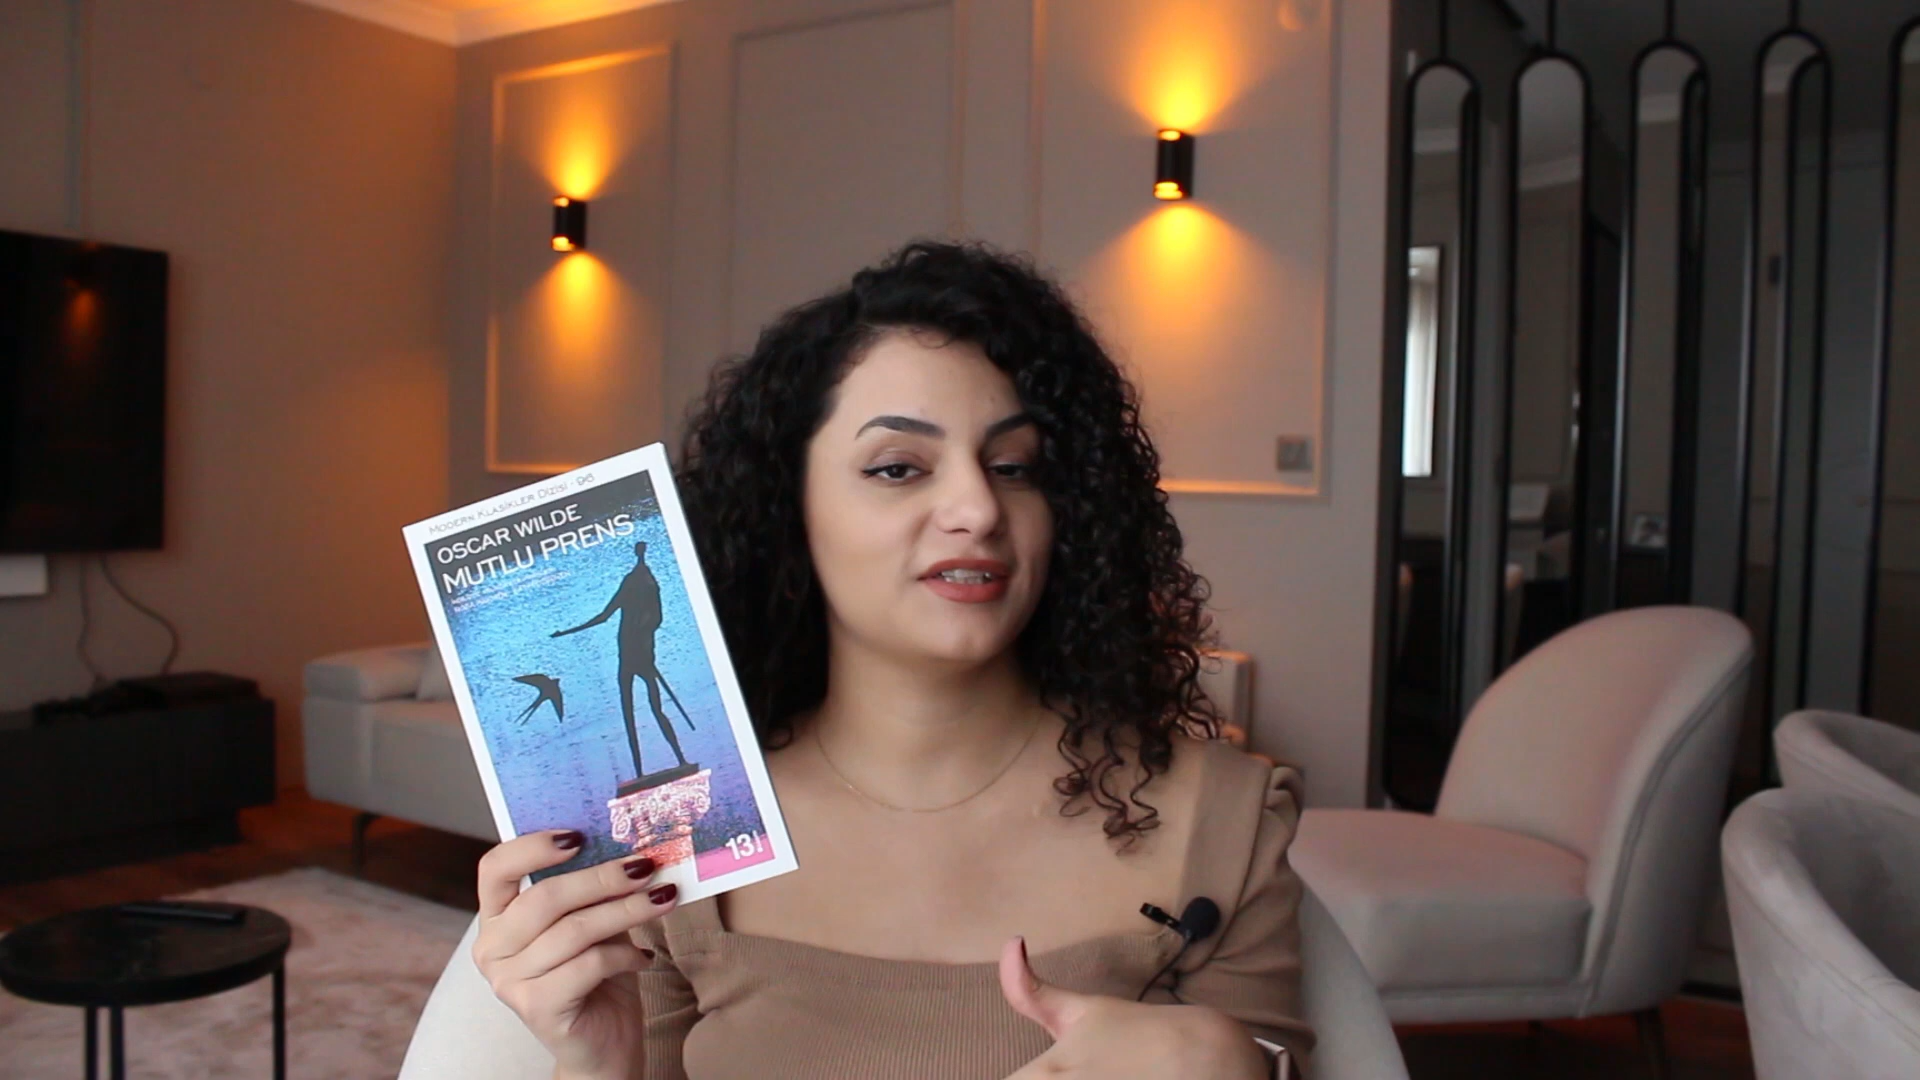 MODERN KLASİKLER DİZİSİ - 96
OSCAR WILDE
MUTLU PRENS
13!